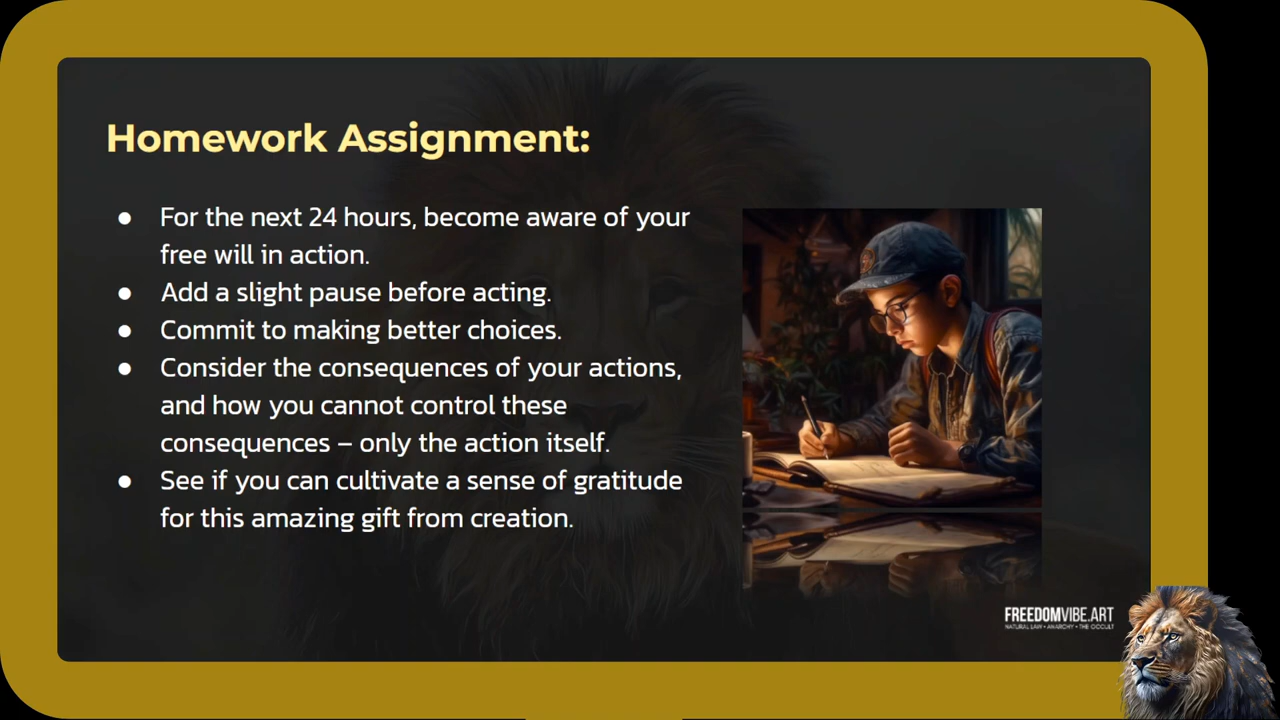 Homework Assignment:
● For the next 24 hours, become aware of your
free will in action.
● Add a slight pause before acting.
● Commit to making better choices.
● Consider the consequences of your actions,
and how you cannot control these
consequences – only the action itself.
● See if you can cultivate a sense of gratitude
for this amazing gift from creation.
FREEDOMVIBE.ART
NATURAL LAW • ANARCHY • THE OCCULT